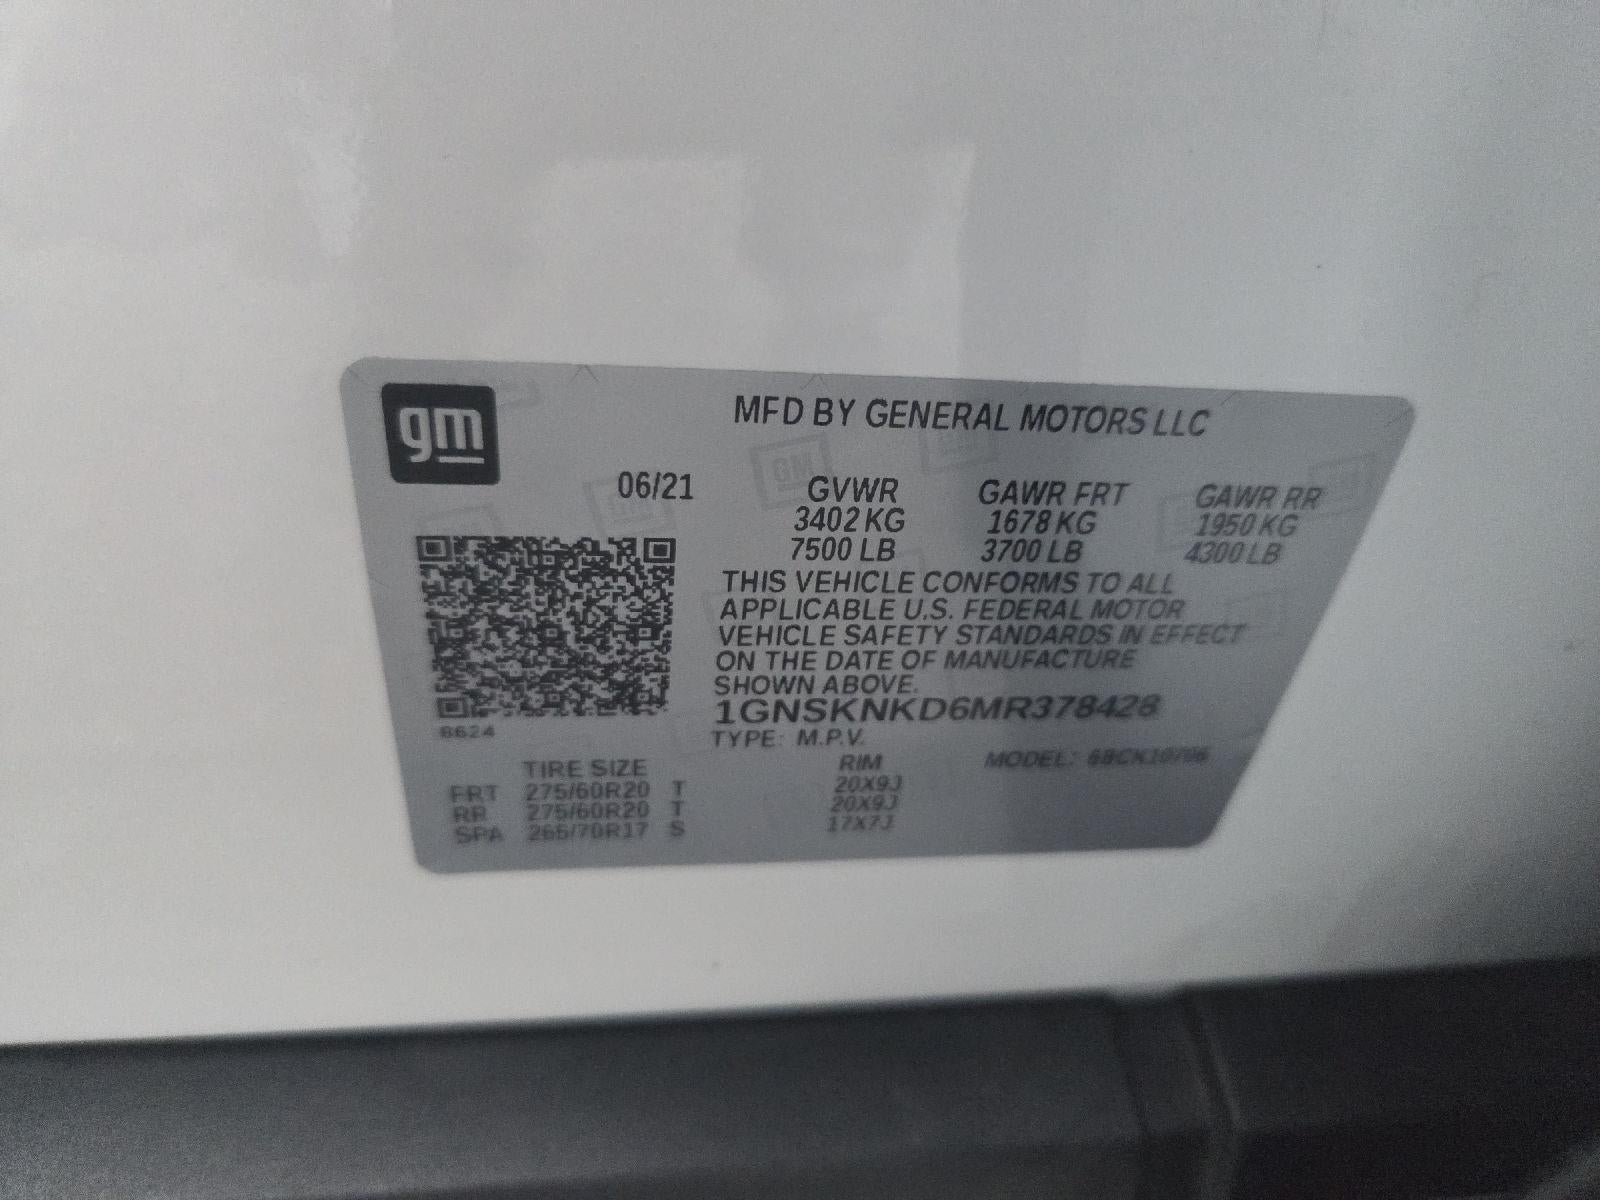 gm
MFD BY GENERAL MOTORS LLC
06/21 GVWR GAWR FRT GAWR RR
3402 KG 1678 KG 1950 KG
7500 LB 3700 LB 4300 LB
THIS VEHICLE CONFORMS TO ALL
APPLICABLE U.S. FEDERAL MOTOR
VEHICLE SAFETY STANDARDS IN EFFECT
ON THE DATE OF MANUFACTURE
SHOWN ABOVE.
1GNSKNKD6MR378428
6624
TYPE: M.P.V. MODEL:
TIRE SIZE RIM
FRT 275/60R20 T 20X9J
RR 275/60R20 T 20X9J
SPA 265/70R17 S 17X7J